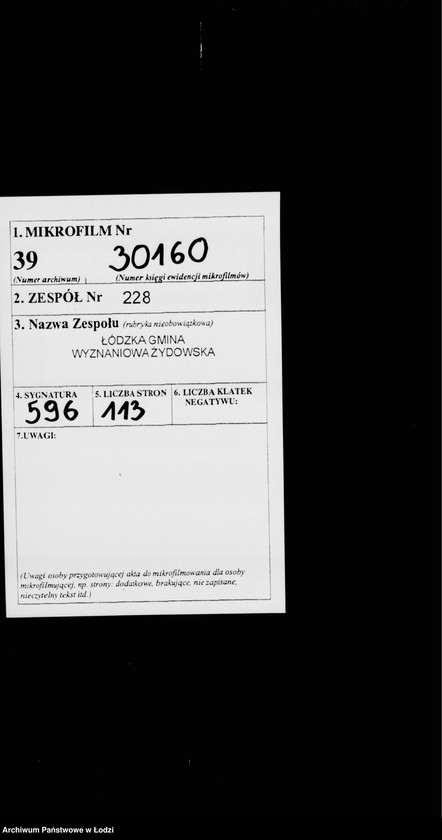 1. MIKROFILM Nr
39 30160
(Numer archiwum) (Numer księgi ewidencji mikrofilmów)
2. ZESPÓŁ Nr 228
3. Nazwa Zespołu (rubryka nieobowiązkowa)
ŁÓDZKA GMINA
WYZNANIOWA ŻYDOWSKA
4. SYGNATURA 5. LICZBA STRON 6. LICZBA KLATEK
NEGATYWU:
596 113
7.UWAGI:
(Uwagi osoby przygotowującej akta do mikrofilmowania dla osoby
mikrofilmującej, np. strony: dodatkowe, brakujące, nie zapisane,
nieczytelny tekst itd.)
Archiwum Państwowe w Łodzi